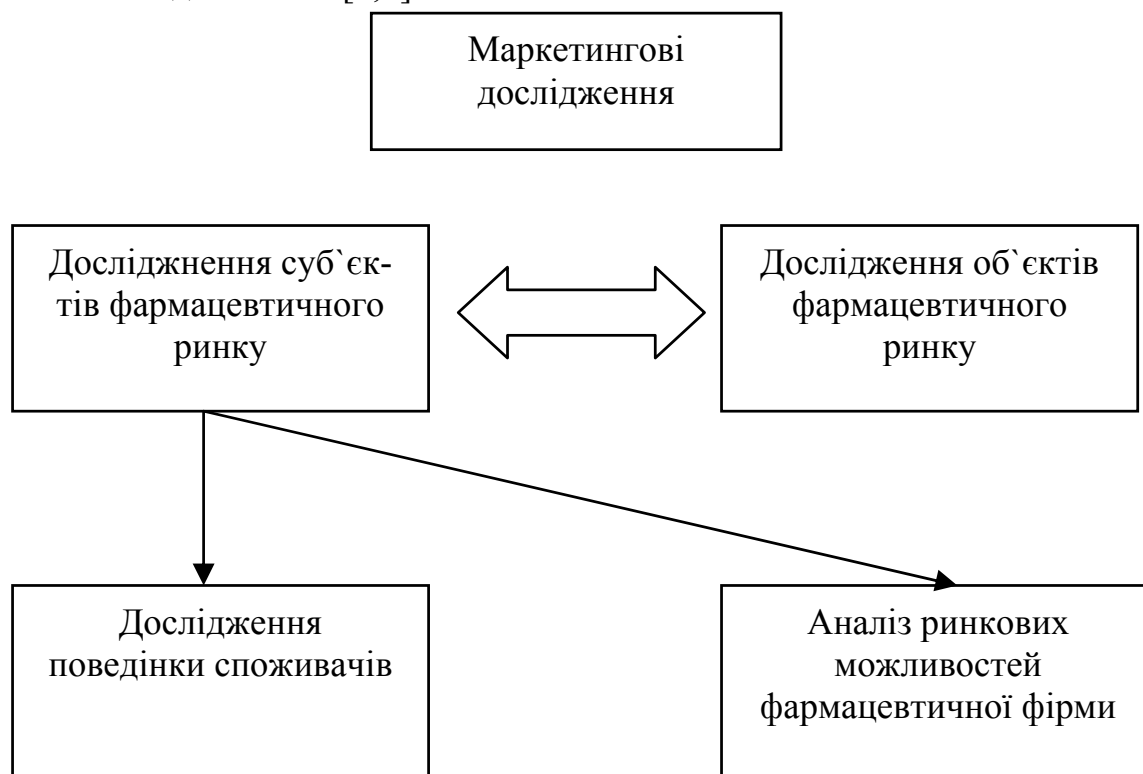 Маркетингові
дослідження
Досліджнення суб`єк-
тів фармацевтичного
ринку
Дослідження об`єктів
фармацевтичного
ринку
Дослідження
поведінки споживачів
Аналіз ринкових
можливостей
фармацевтичної фірми